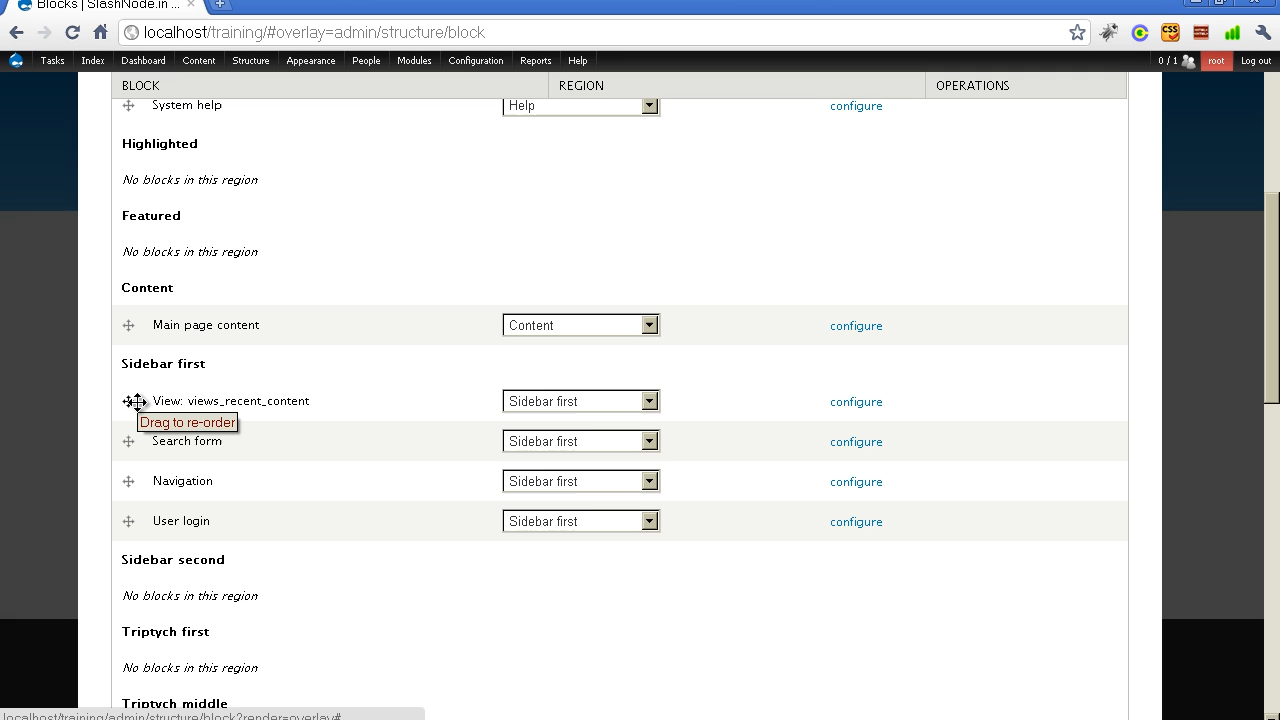 Blocks | SlashNode.in ...
localhost/training/#overlay=admin/structure/block
Tasks Index Dashboard Content Structure Appearance People Modules Configuration Reports Help 0 / 1 root Log out
BLOCK REGION OPERATIONS
System help Help configure
Highlighted
No blocks in this region
Featured
No blocks in this region
Content
Main page content Content configure
Sidebar first
View: views_recent_content Sidebar first configure
Drag to re-order
Search form Sidebar first configure
Navigation Sidebar first configure
User login Sidebar first configure
Sidebar second
No blocks in this region
Triptych first
No blocks in this region
Triptych middle
localhost/training/admin/structure/block?render=overlay#
CSS